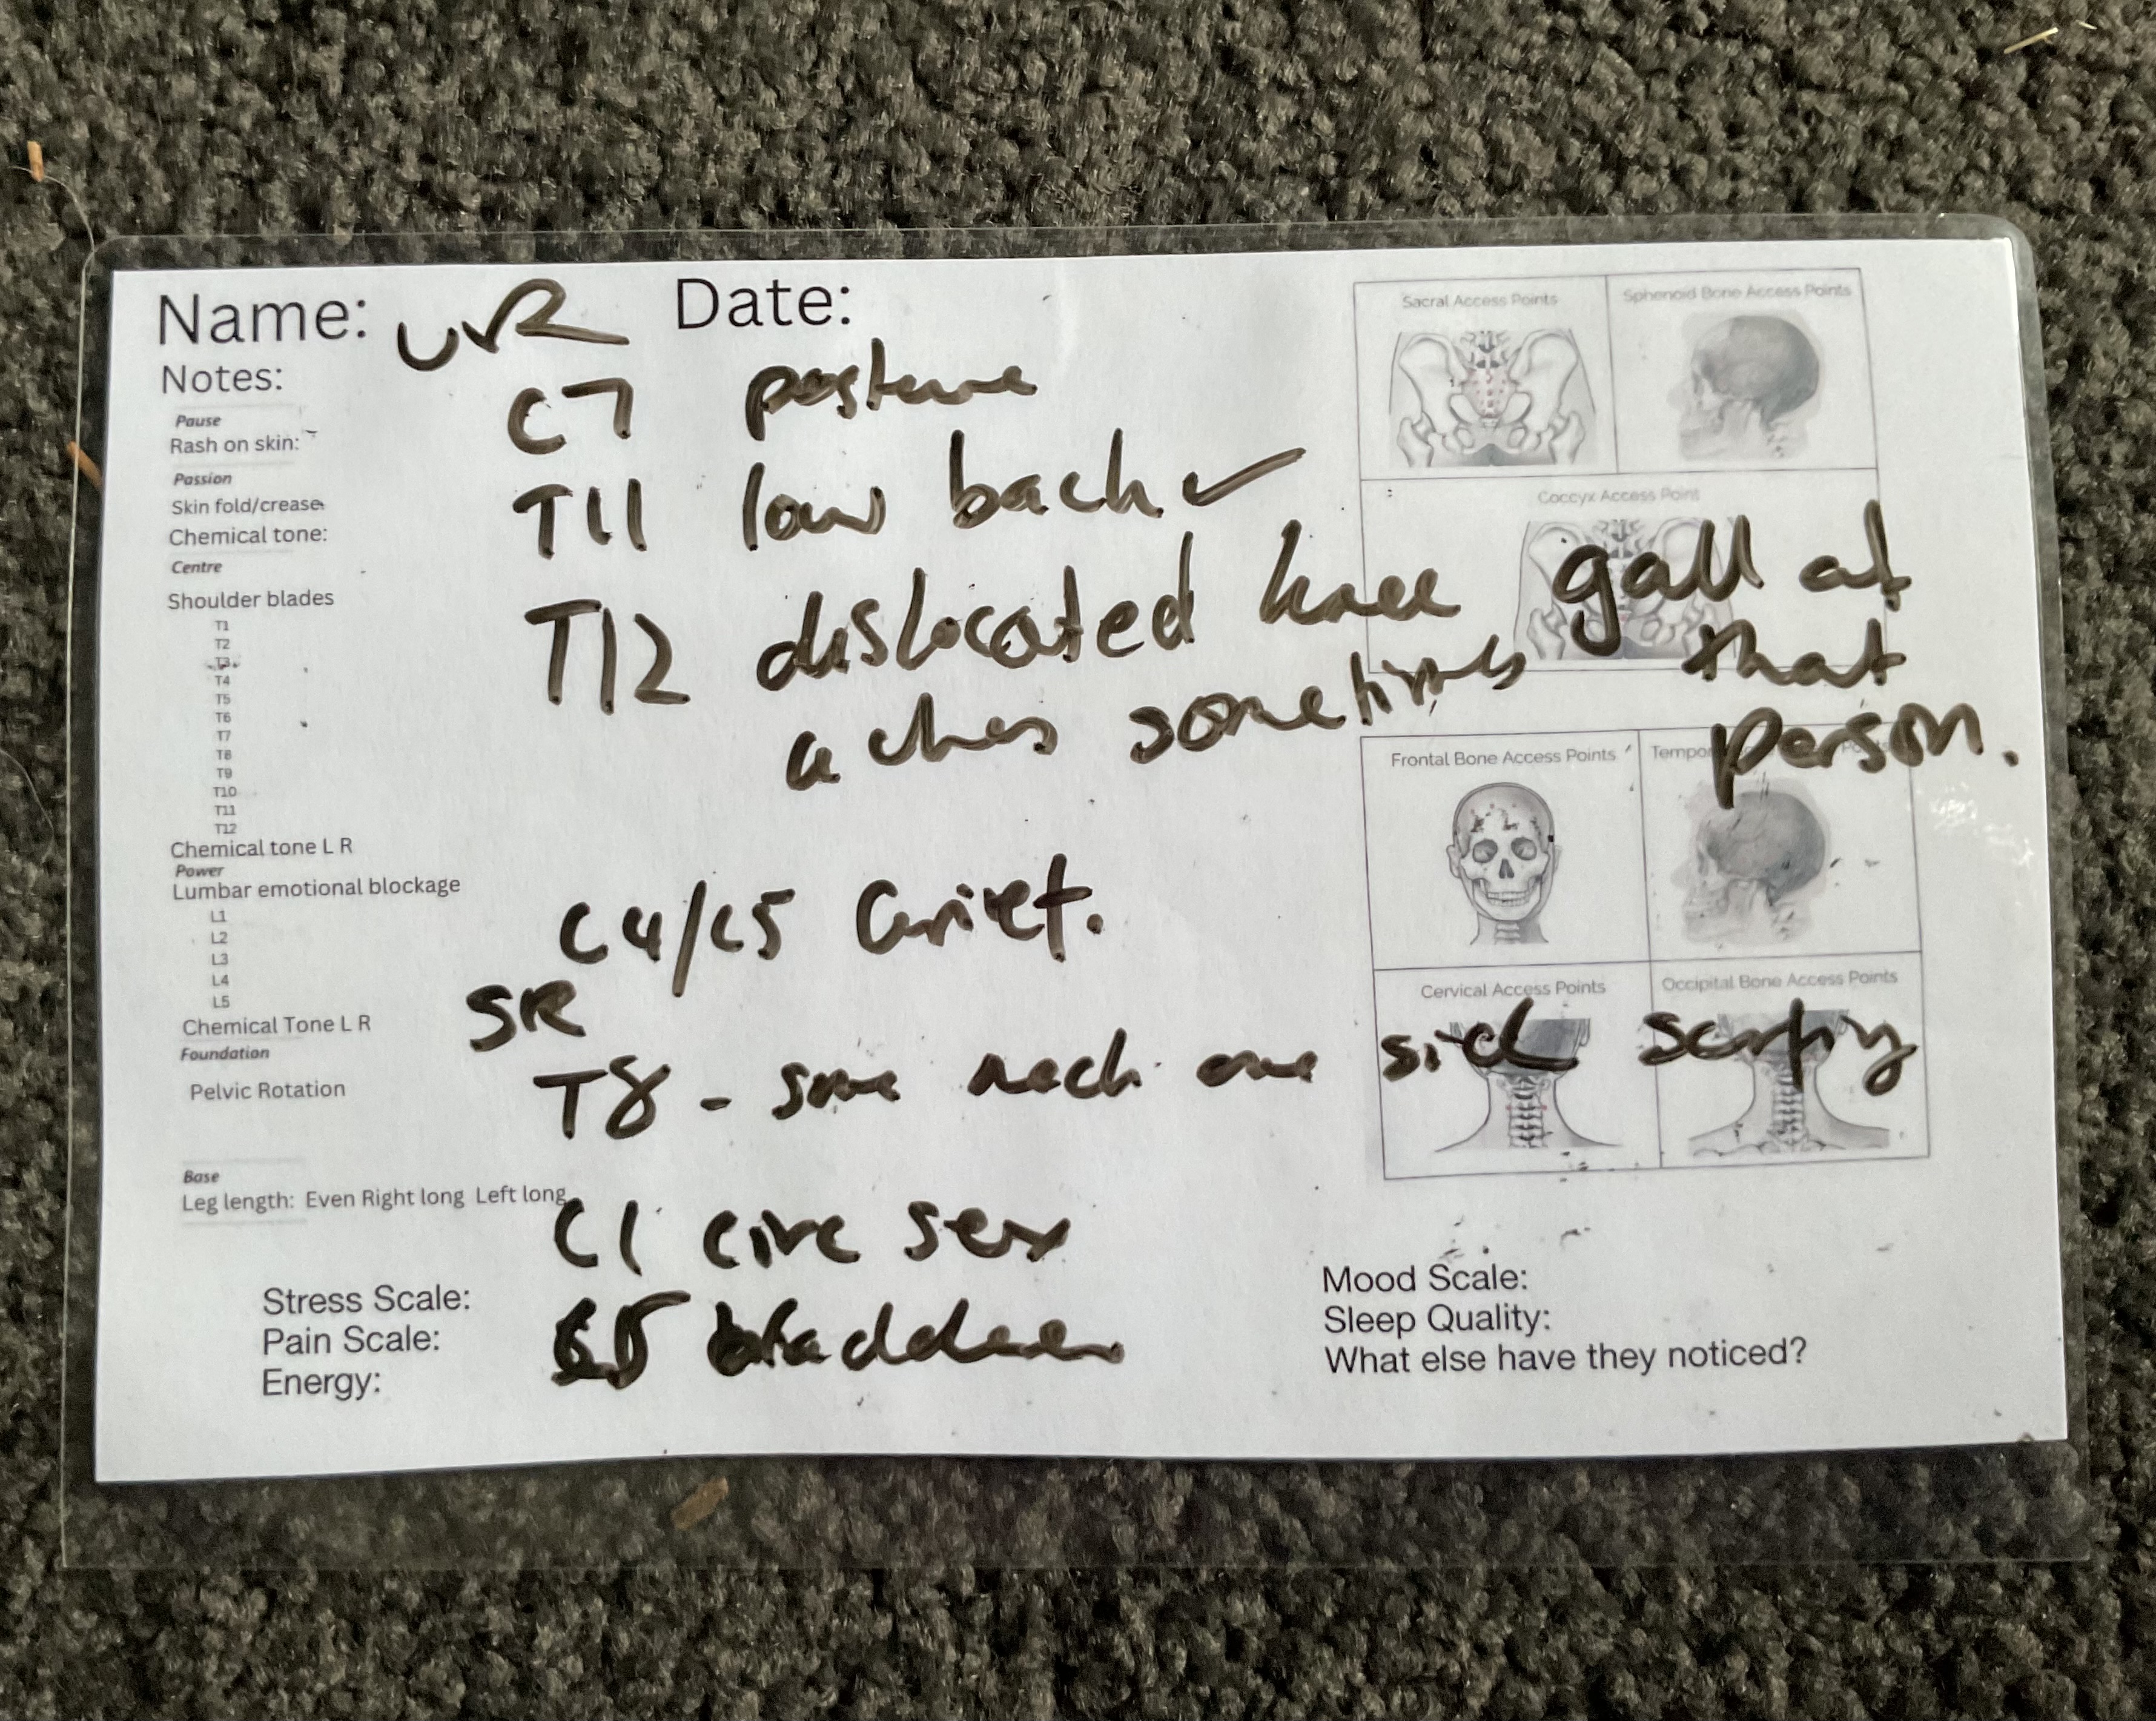 Name: UVR Date:
Notes:
C7 posture
Pause
Rash on skin:
Passion
Skin fold/crease
T11 low back ✓
Chemical tone:
Centre
Shoulder blades
T12 dislocated knee gall at
aches sometimes that
person.
T1
T2
T3
T4
T5
T6
T7
T8
T9
T10
T11
T12
Chemical tone L R
Power
Lumbar emotional blockage
C4/C5 Grief.
L1
L2
L3
L4
L5
SR
Chemical Tone L R
Foundation
T8 - some neck one side
Pelvic Rotation
Base
Leg length: Even Right long Left long
C1 circ sex
Stress Scale:
Pain Scale:
bladder
Energy:
Sacral Access Points
Sphenoid Bone Access Points
Coccyx Access Point
Frontal Bone Access Points
Cervical Access Points
Occipital Bone Access Points
Mood Scale:
Sleep Quality:
What else have they noticed?